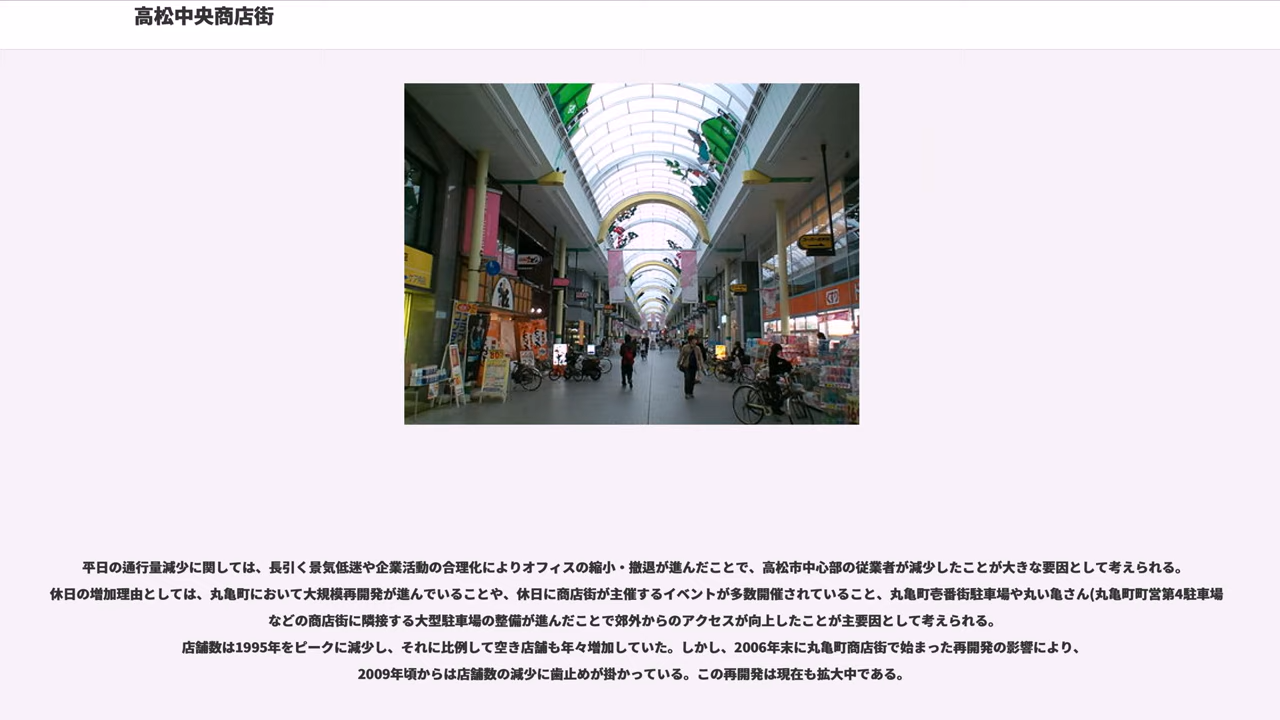 高松中央商店街
平日の通行量減少に関しては、長引く景気低迷や企業活動の合理化によりオフィスの縮小・撤退が進んだことで、高松市中心部の従業者が減少したことが大きな要因として考えられる。
休日の増加理由としては、丸亀町において大規模再開発が進んでいることや、休日に商店街が主催するイベントが多数開催されていること、丸亀町壱番街駐車場や丸い亀さん(丸亀町町営第4駐車場
などの商店街に隣接する大型駐車場の整備が進んだことで郊外からのアクセスが向上したことが主要因として考えられる。
店舗数は1995年をピークに減少し、それに比例して空き店舗も年々増加していた。しかし、2006年末に丸亀町商店街で始まった再開発の影響により、
2009年頃からは店舗数の減少に歯止めが掛かっている。この再開発は現在も拡大中である。